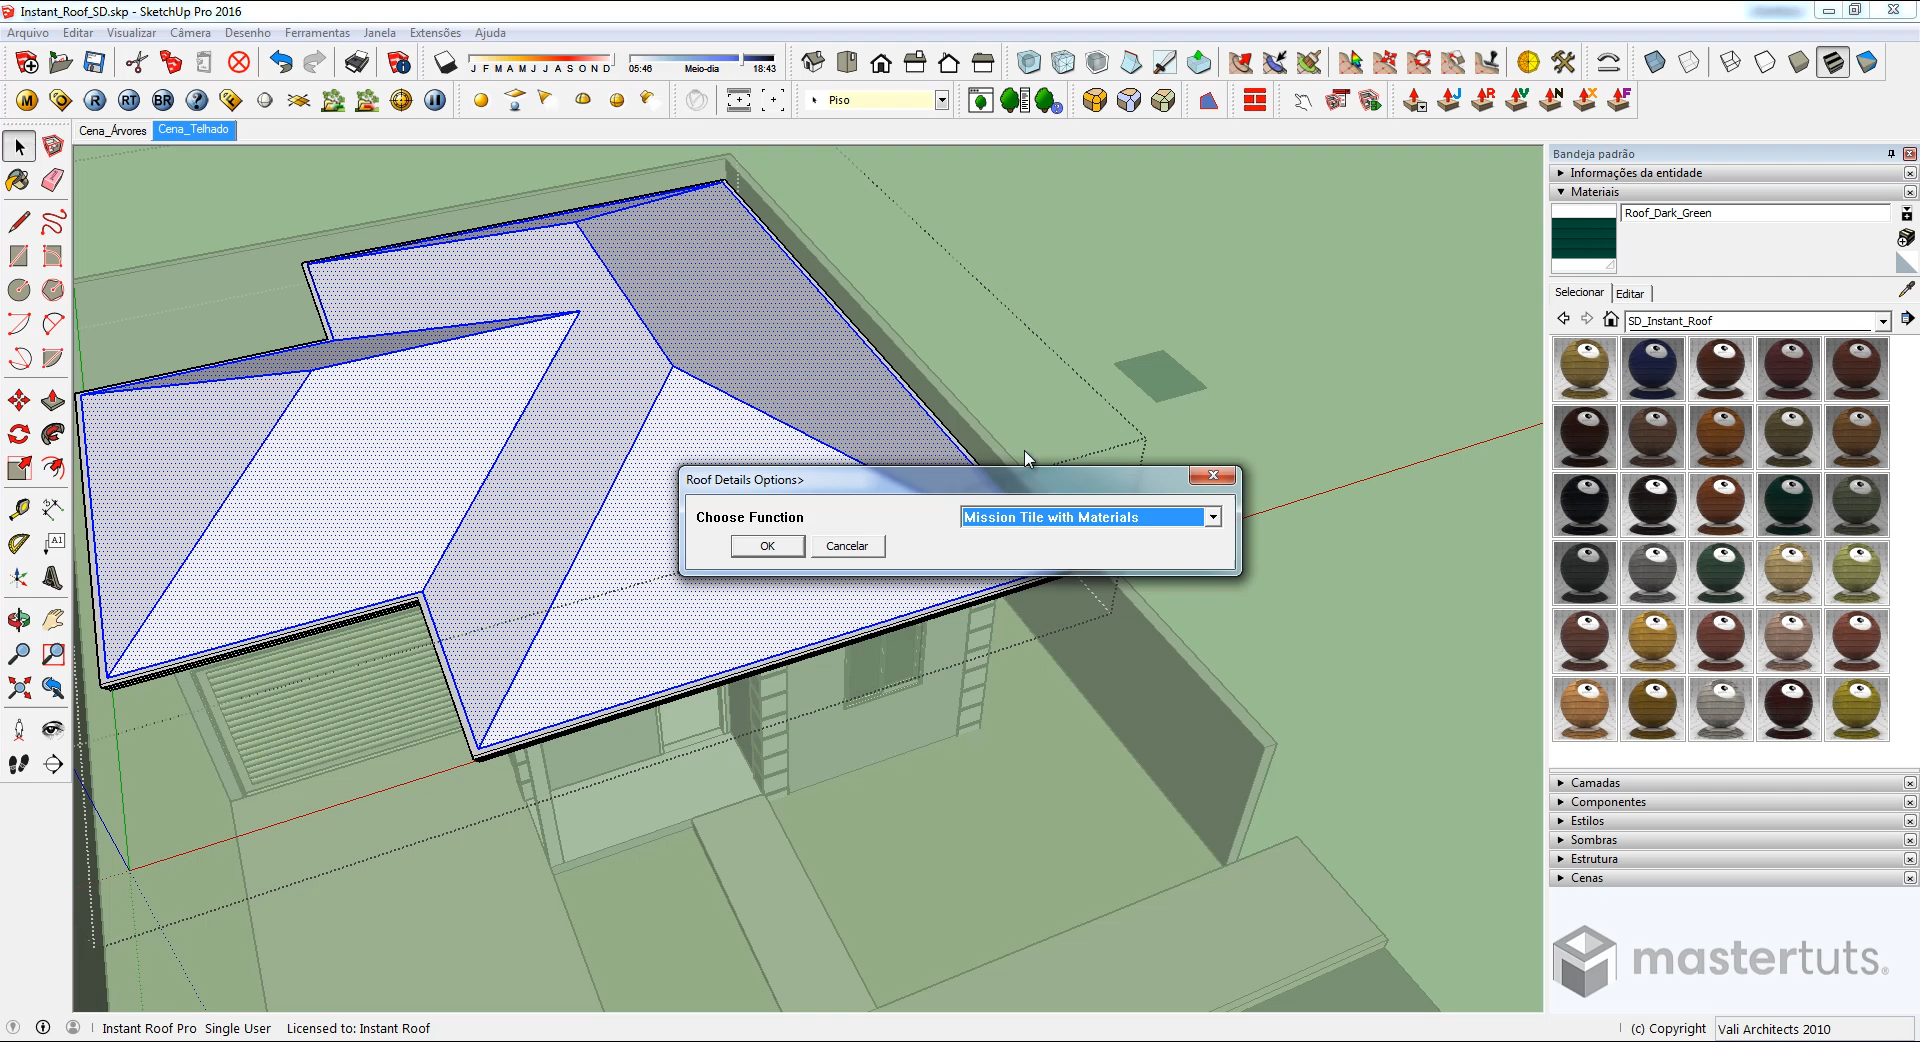 Instant_Roof_SD.skp - SketchUp Pro 2016
Arquivo Editar Visualizar Câmera Desenho Ferramentas Janela Extensões Ajuda
J F M A M J J A S O N D 05:46 Meio-dia 18:43
M R RT BR ? Piso J R V N X F
Cena_Árvores Cena_Telhado
Bandeja padrão
Informações da entidade
Materiais
Roof_Dark_Green
Selecionar Editar
SD_Instant_Roof
A1
Roof Details Options>
Choose Function Mission Tile with Materials
OK Cancelar
Camadas
Componentes
Estilos
Sombras
Estrutura
Cenas
mastertuts®
Instant Roof Pro Single User Licensed to: Instant Roof
(c) Copyright Vali Architects 2010